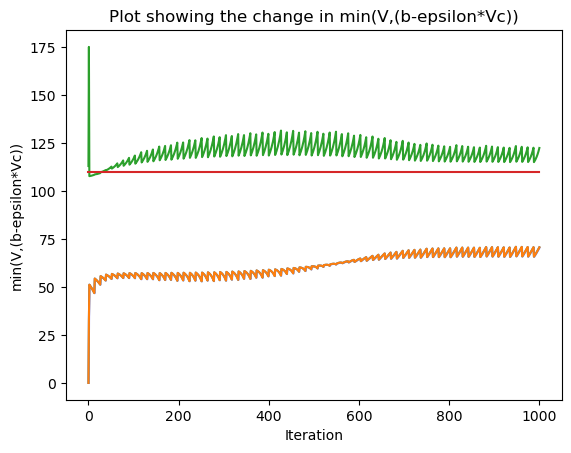 Plot showing the change in min(V,(b-epsilon*Vc))
min(V,(b-epsilon*Vc))
175
150
125
100
75
50
25
0
0 200 400 600 800 1000
Iteration